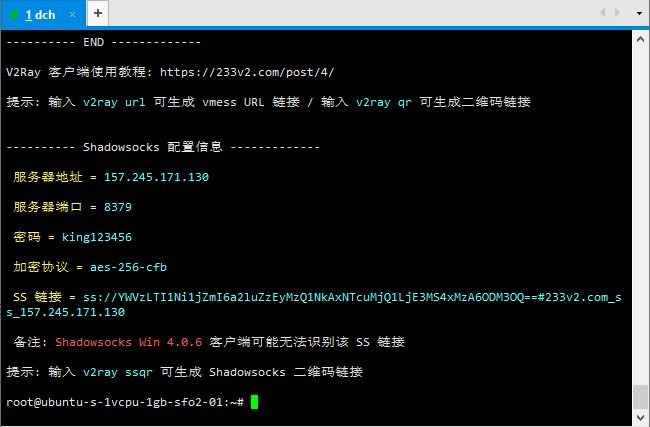 1 dch
---------- END -------------
V2Ray 客户端使用教程: https://233v2.com/post/4/
提示: 输入 v2ray url 可生成 vmess URL 链接 / 输入 v2ray qr 可生成二维码链接
---------- Shadowsocks 配置信息 -------------
服务器地址 = 157.245.171.130
服务器端口 = 8379
密码 = king123456
加密协议 = aes-256-cfb
SS 链接 = ss://YWVzLTI1Ni1jZmI6a2luZzEyMzQ1NkAxNTcuMjQ1LjE3MS4xMzA6ODM3OQ==#233v2.com_s
s_157.245.171.130
备注: Shadowsocks Win 4.0.6 客户端可能无法识别该 SS 链接
提示: 输入 v2ray ssqr 可生成 Shadowsocks 二维码链接
root@ubuntu-s-1vcpu-1gb-sfo2-01:~#